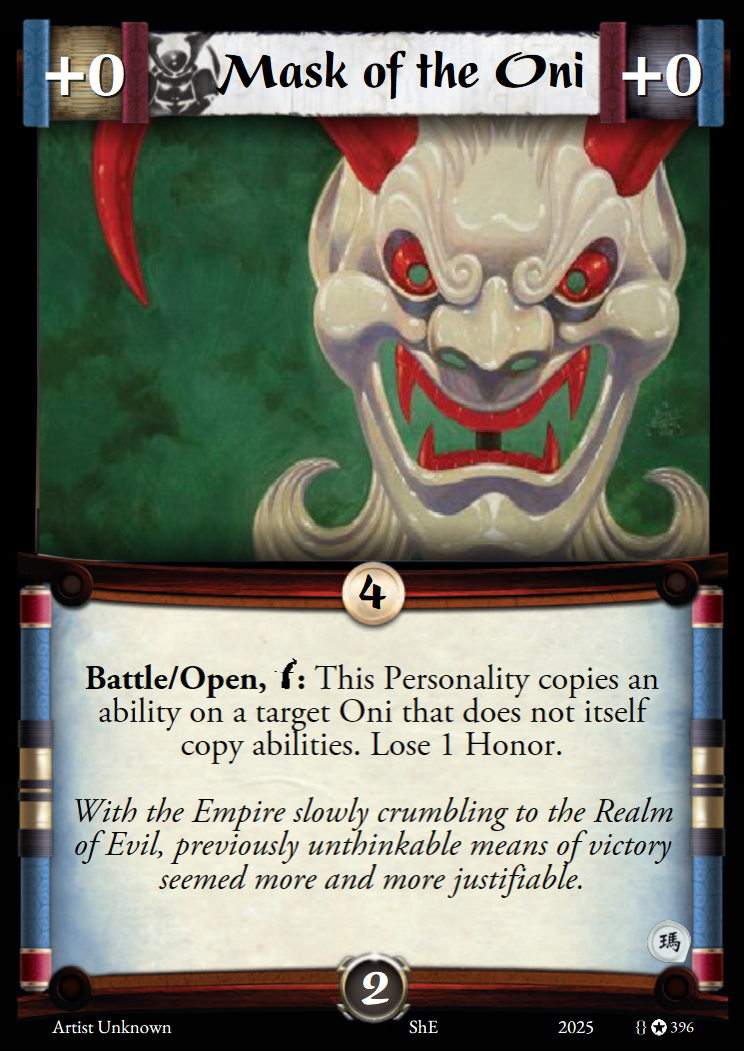 +0 Mask of the Oni +0
4
Battle/Open, : This Personality copies an
ability on a target Oni that does not itself
copy abilities. Lose 1 Honor.
With the Empire slowly crumbling to the Realm
of Evil, previously unthinkable means of victory
seemed more and more justifiable.
瑪
2
Artist Unknown ShE 2025 {} 396